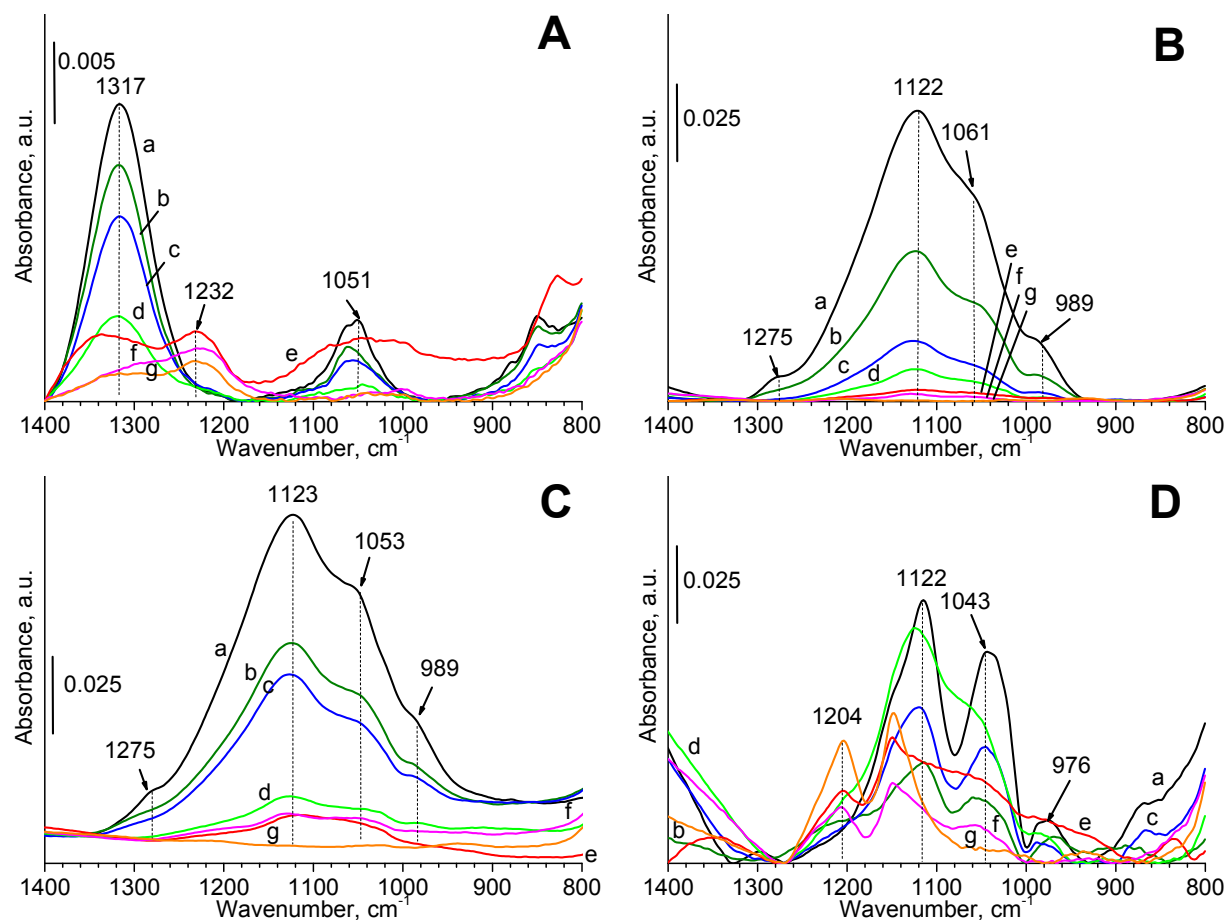 A
0.005
1317
a
b
c
1232
d
f
g
e
1051
Absorbance, a.u.
1400 1300 1200 1100 1000 900 800
Wavenumber, cm-1
B
0.025
1122
1061
a
b
c
d
e
f
g
1275
989
Absorbance, a.u.
1400 1300 1200 1100 1000 900 800
Wavenumber, cm-1
C
1123
1053
a
b
c
989
0.025
1275
d
f
g
e
Absorbance, a.u.
1400 1300 1200 1100 1000 900 800
Wavenumber, cm-1
D
0.025
1122
1043
1204
976
d
a
c
b
e
f
g
Absorbance, a.u.
1400 1300 1200 1100 1000 900 800
Wavenumber, cm-1